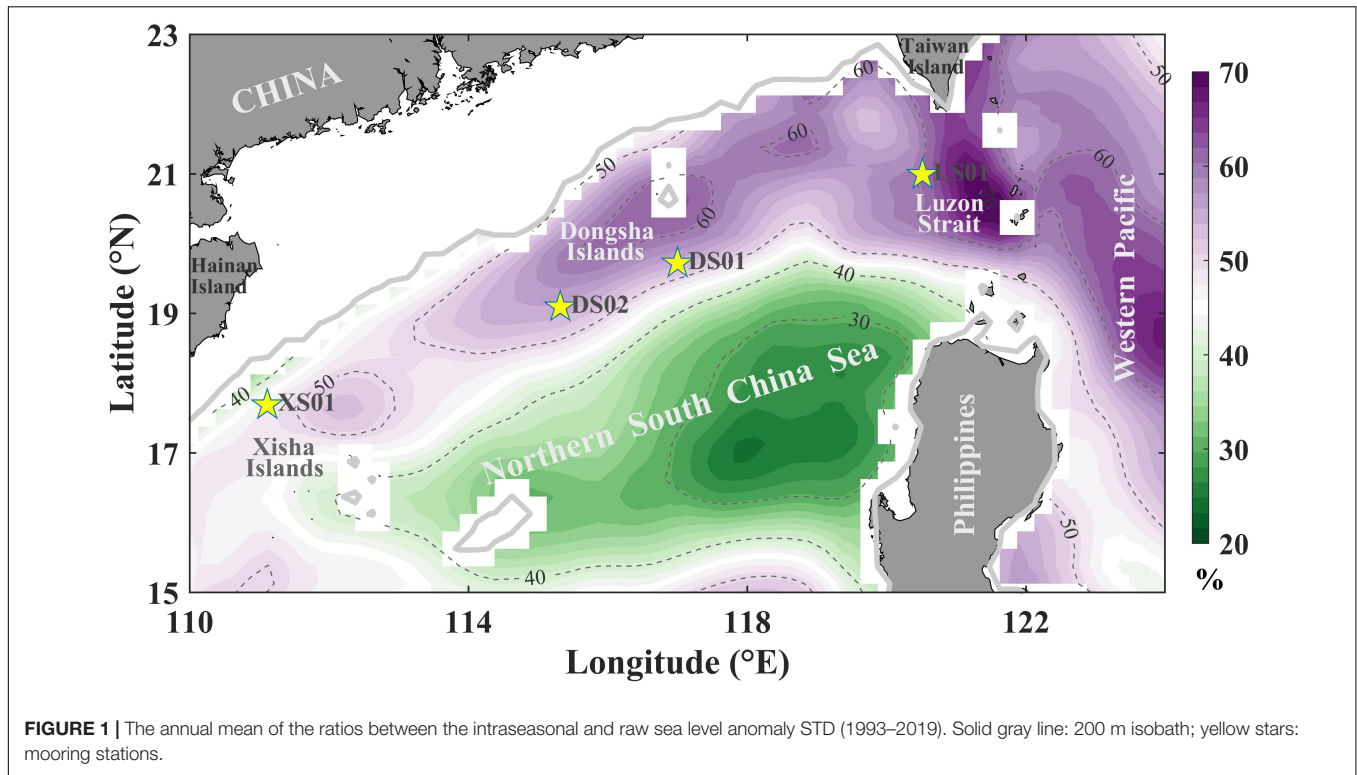 23
21
19
17
15
Latitude (°N)
110
114
118
122
Longitude (°E)
CHINA
Taiwan
Island
Hainan
Island
Dongsha
Islands
Xisha
Islands
Luzon
Strait
Western Pacific
Northern South China Sea
Philippines
LS01
DS01
DS02
XS01
60
50
60
50
60
60
40
30
50
40
40
50
70
60
50
40
30
20
%
FIGURE 1 | The annual mean of the ratios between the intraseasonal and raw sea level anomaly STD (1993–2019). Solid gray line: 200 m isobath; yellow stars:
mooring stations.